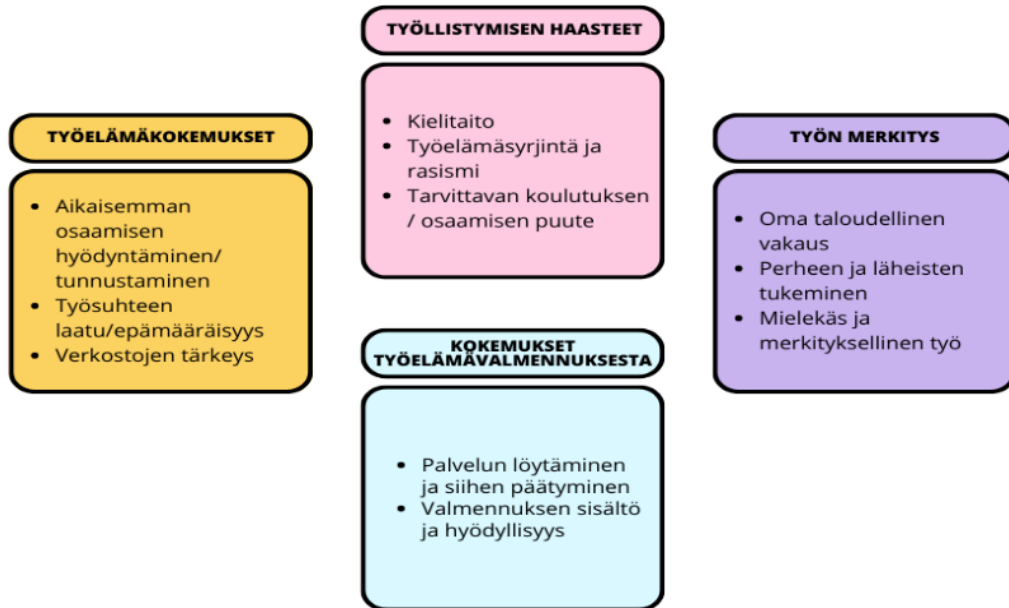 TYÖELÄMÄKOKEMUKSET
Aikaisemman
osaamisen
hyödyntäminen/
tunnustaminen
Työsuhteen
laatu/epämääräisyys
Verkostojen tärkeys
TYÖLLISTYMISEN HAASTEET
Kielitaito
Työelämäsyrjintä ja
rasismi
Tarvittavan koulutuksen
/ osaamisen puute
KOKEMUKSET
TYÖELÄMÄVALMENNUKSESTA
Palvelun löytäminen
ja siihen päätyminen
Valmennuksen sisältö
ja hyödyllisyys
TYÖN MERKITYS
Oma taloudellinen
vakaus
Perheen ja läheisten
tukeminen
Mielekäs ja
merkityksellinen työ